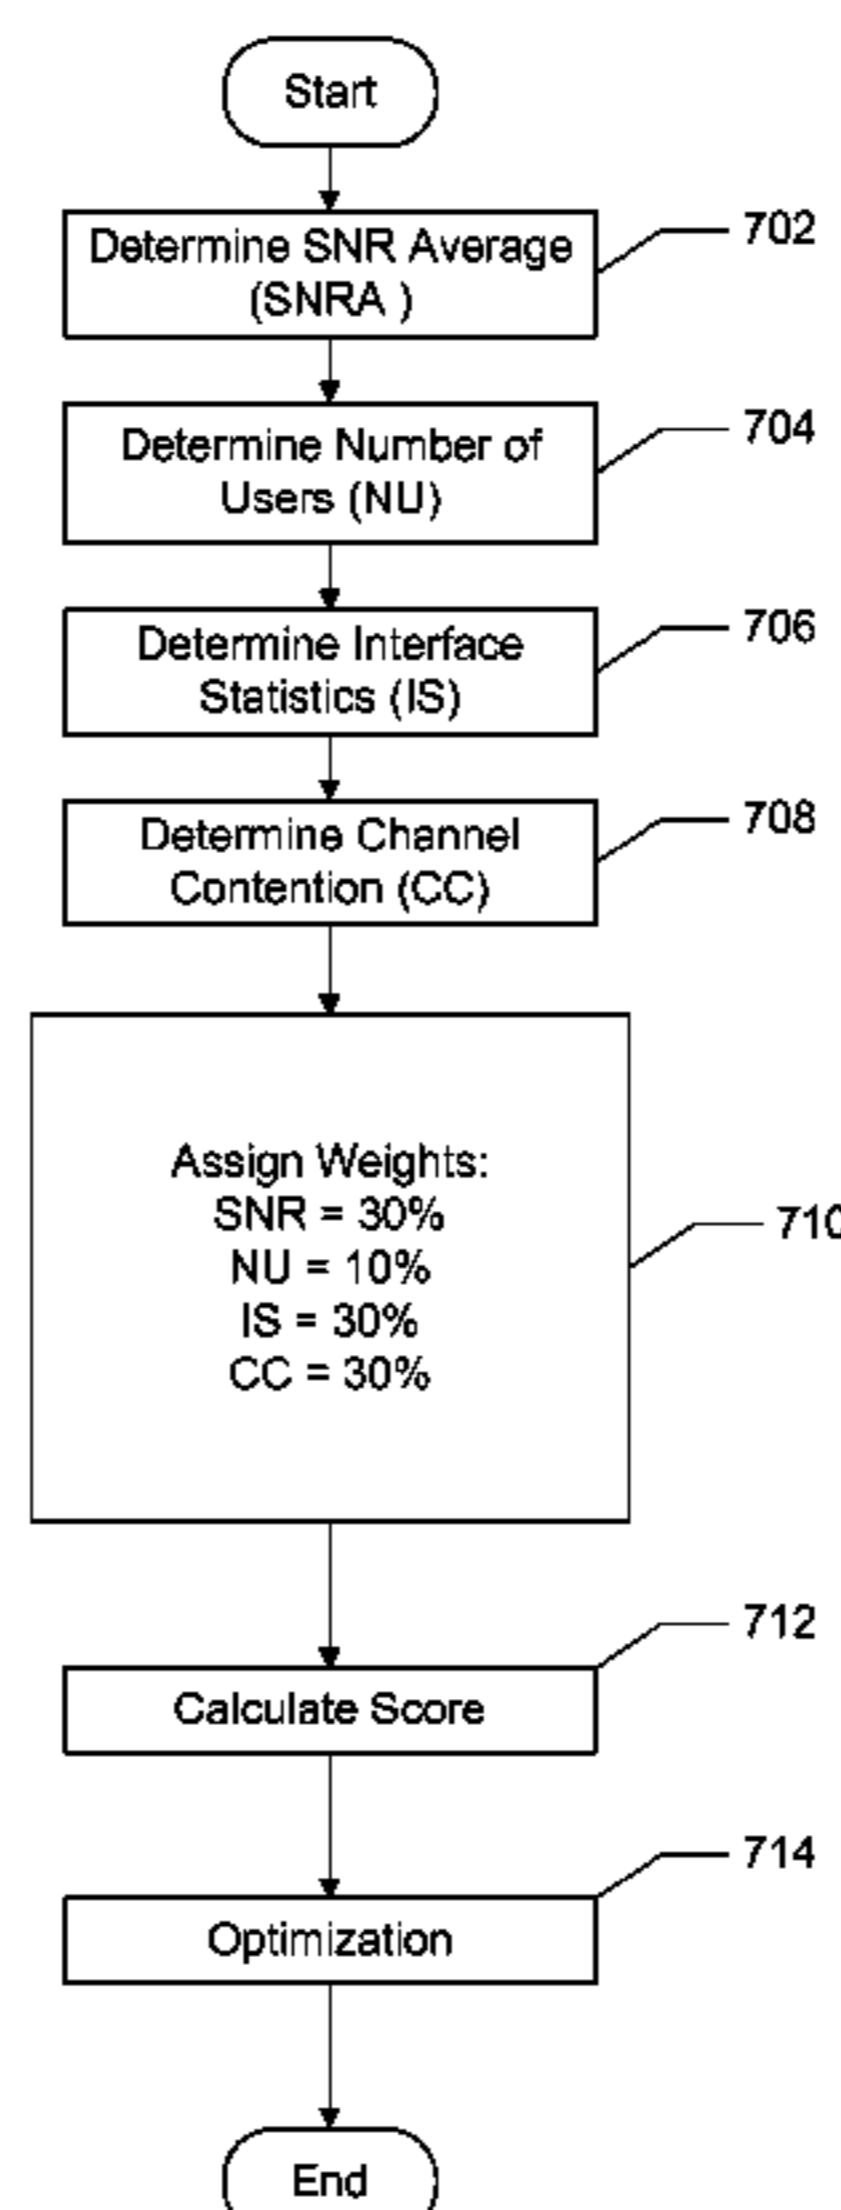 Start
Determine SNR Average
(SNRA )
702
Determine Number of
Users (NU)
704
Determine Interface
Statistics (IS)
706
Determine Channel
Contention (CC)
708
Assign Weights:
SNR = 30%
NU = 10%
IS = 30%
CC = 30%
710
Calculate Score
712
Optimization
714
End